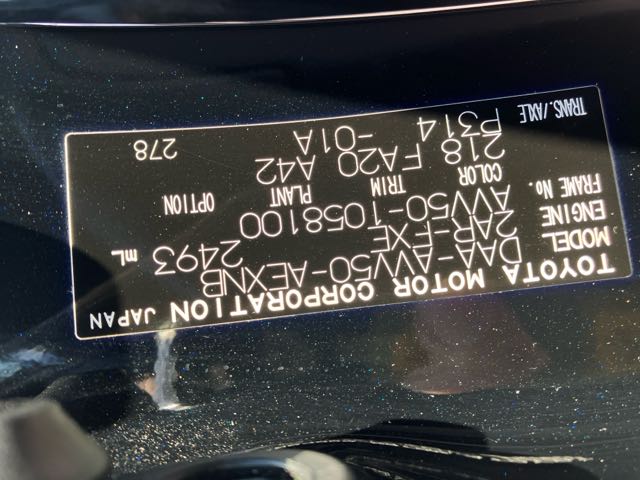 TOYOTA MOTOR CORPORATION JAPAN
MODEL DAA-AVV50-AEXNB
ENGINE 2AR-FXE 2493 mL
FRAME No. AVV50-1058100
COLOR TRIM PLANT OPTION
218 FA20 A42
TRANS./AXLE P314 -01A 278